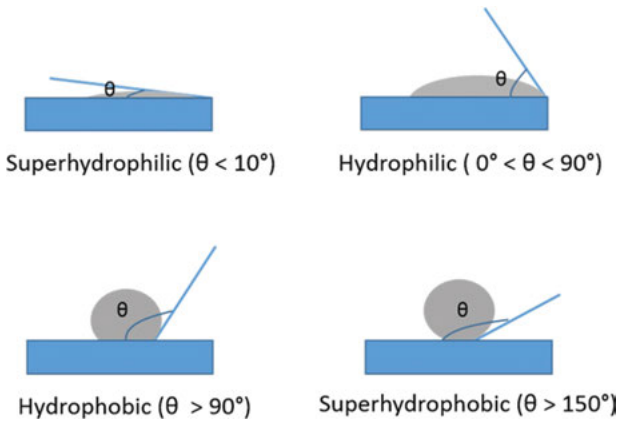 θ
θ
Superhydrophilic (θ < 10°)
Hydrophilic ( 0° < θ < 90°)
θ
θ
Hydrophobic (θ > 90°)
Superhydrophobic (θ > 150°)